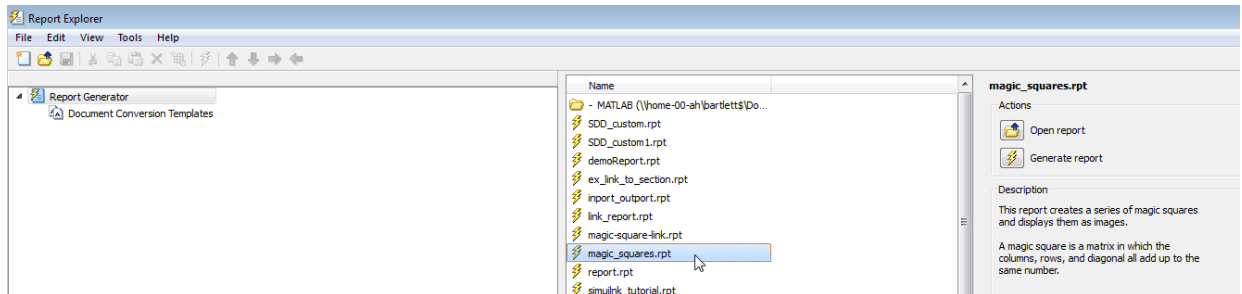 Report Explorer
File Edit View Tools Help
Report Generator
Document Conversion Templates
Name
- MATLAB (\\home-00-ah\bartlett$\Do...
SDD_custom.rpt
SDD_custom1.rpt
demoReport.rpt
ex_link_to_section.rpt
inport_outport.rpt
link_report.rpt
magic-square-link.rpt
magic_squares.rpt
report.rpt
simulink_tutorial.rpt
magic_squares.rpt
Actions
Open report
Generate report
Description
This report creates a series of magic squares
and displays them as images.
A magic square is a matrix in which the
columns, rows, and diagonal all add up to the
same number.